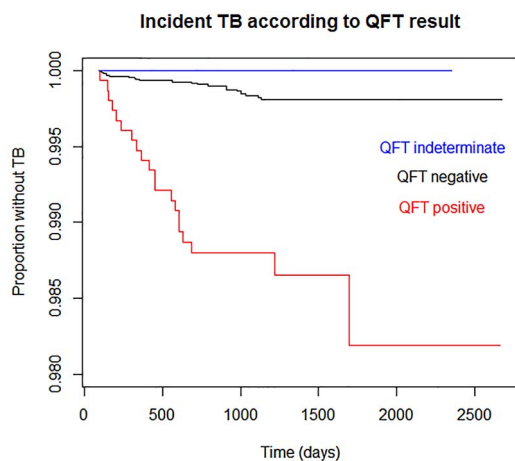 Incident TB according to QFT result
1.000
0.995
0.990
0.985
0.980
Proportion without TB
QFT indeterminate
QFT negative
QFT positive
0 500 1000 1500 2000 2500
Time (days)